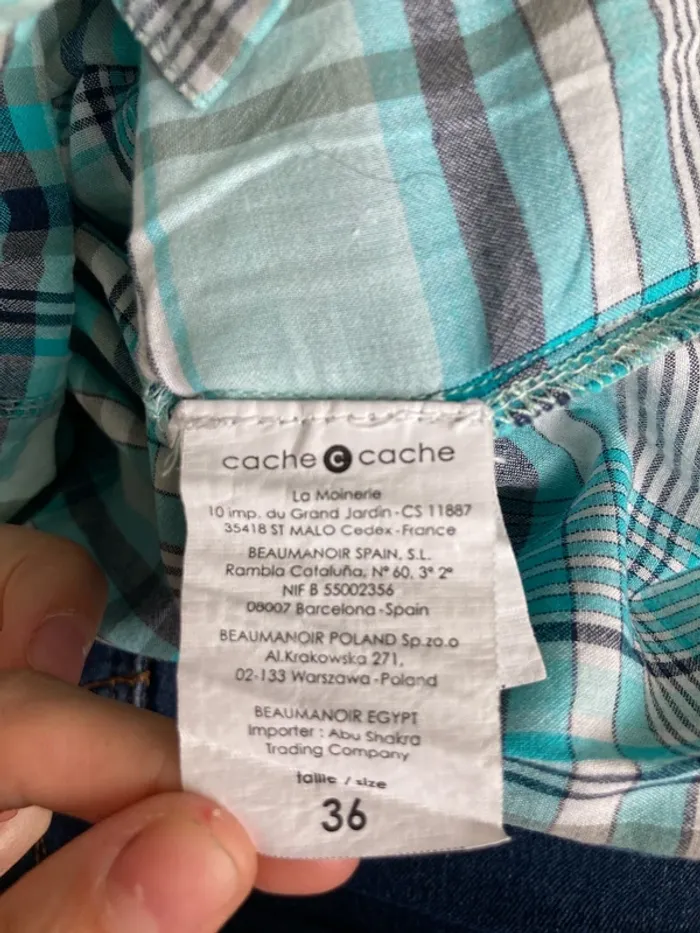 cache c cache
La Moinerie
10 imp. du Grand Jardin-CS 11887
35418 ST MALO Cedex-France
BEAUMANOIR SPAIN, S.L.
Rambla Cataluña, Nº 60, 3º 2ª
NIF B 55002356
08007 Barcelona-Spain
BEAUMANOIR POLAND Sp.zo.o
Al.Krakowska 271,
02-133 Warszawa-Poland
BEAUMANOIR EGYPT
Importer : Abu Shakra
Trading Company
taille / size
36